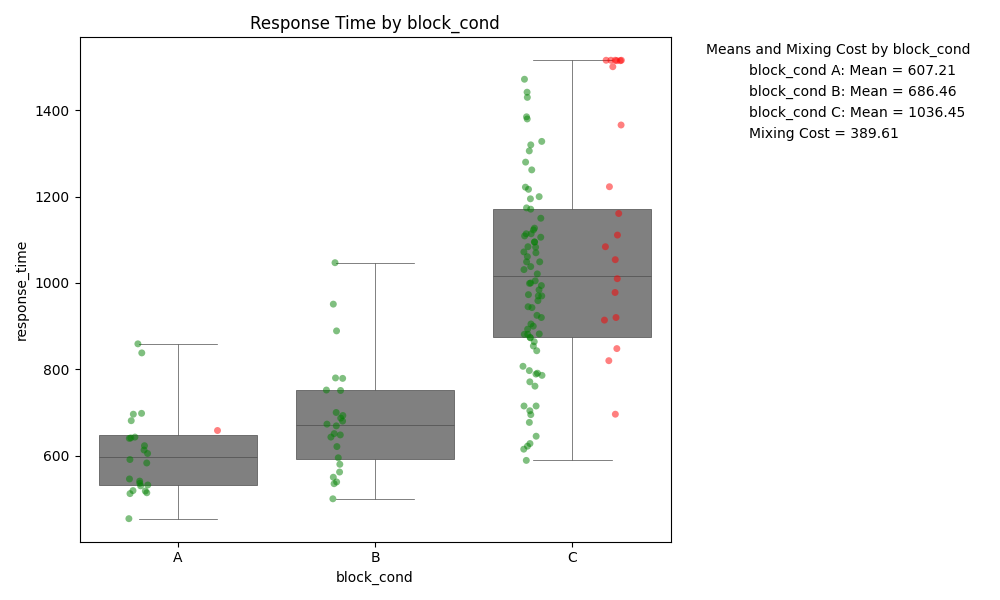 Response Time by block_cond
Means and Mixing Cost by block_cond
block_cond A: Mean = 607.21
block_cond B: Mean = 686.46
block_cond C: Mean = 1036.45
Mixing Cost = 389.61
response_time
1400
1200
1000
800
600
A
B
C
block_cond